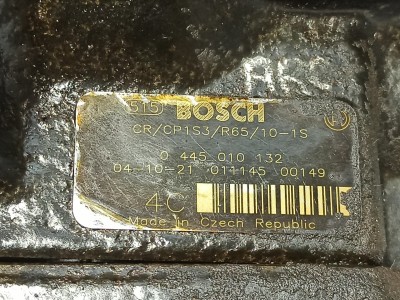 515 BOSCH
CR/CP1S3/R65/10-1S
0 445 010 132
04-10-21 011145 00149
4C
Made in Czech Republic